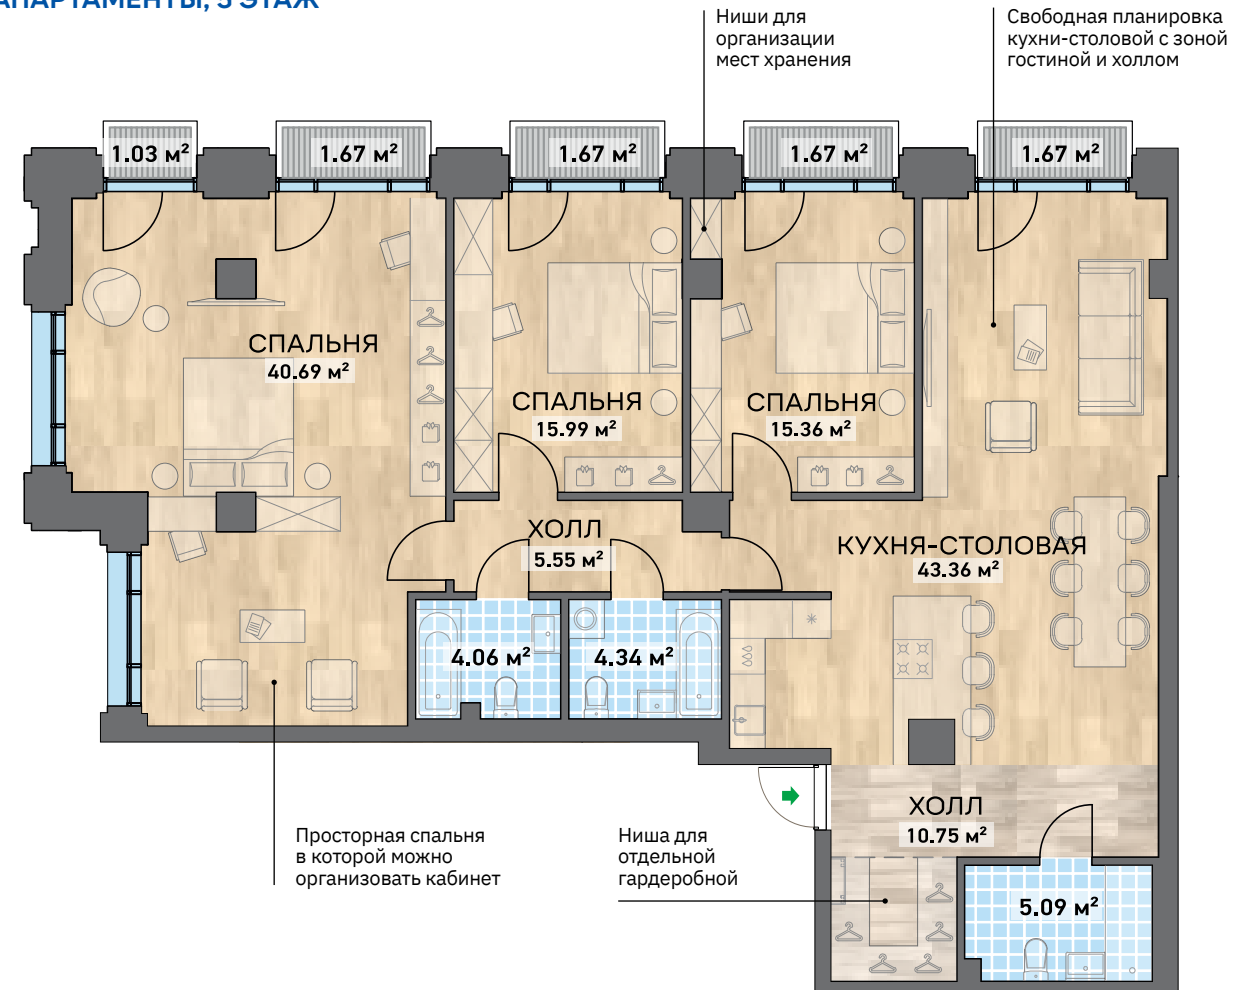 АПАРТАМЕНТЫ, 5 ЭТАЖ
Ниши для
организации
мест хранения
Свободная планировка
кухни-столовой с зоной
гостиной и холлом
1.03 м²
1.67 м²
1.67 м²
1.67 м²
1.67 м²
СПАЛЬНЯ
40.69 м²
СПАЛЬНЯ
15.99 м²
СПАЛЬНЯ
15.36 м²
ХОЛЛ
5.55 м²
КУХНЯ-СТОЛОВАЯ
43.36 м²
4.06 м²
4.34 м²
ХОЛЛ
10.75 м²
5.09 м²
Просторная спальня
в которой можно
организовать кабинет
Ниша для
отдельной
гардеробной